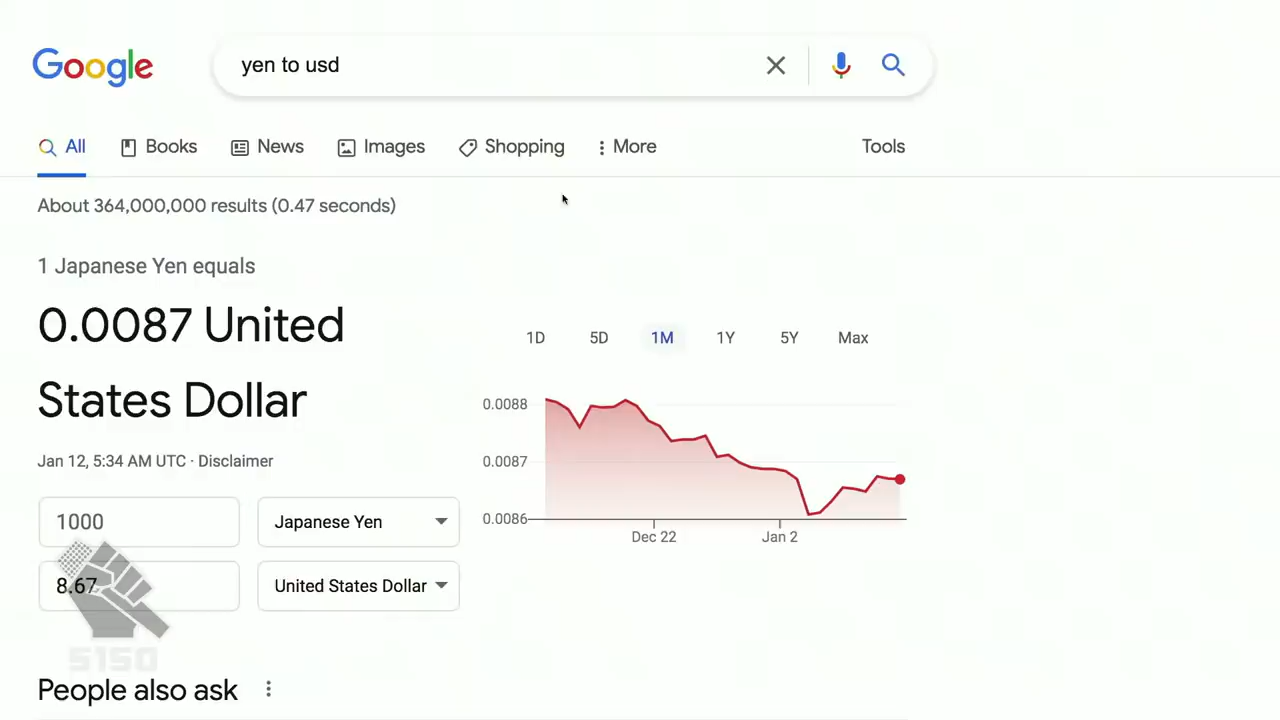 Google
yen to usd
All Books News Images Shopping More Tools
About 364,000,000 results (0.47 seconds)
1 Japanese Yen equals
0.0087 United
States Dollar
Jan 12, 5:34 AM UTC · Disclaimer
1000 Japanese Yen
8.67 United States Dollar
1D 5D 1M 1Y 5Y Max
0.0088
0.0087
0.0086
Dec 22 Jan 2
5150
People also ask